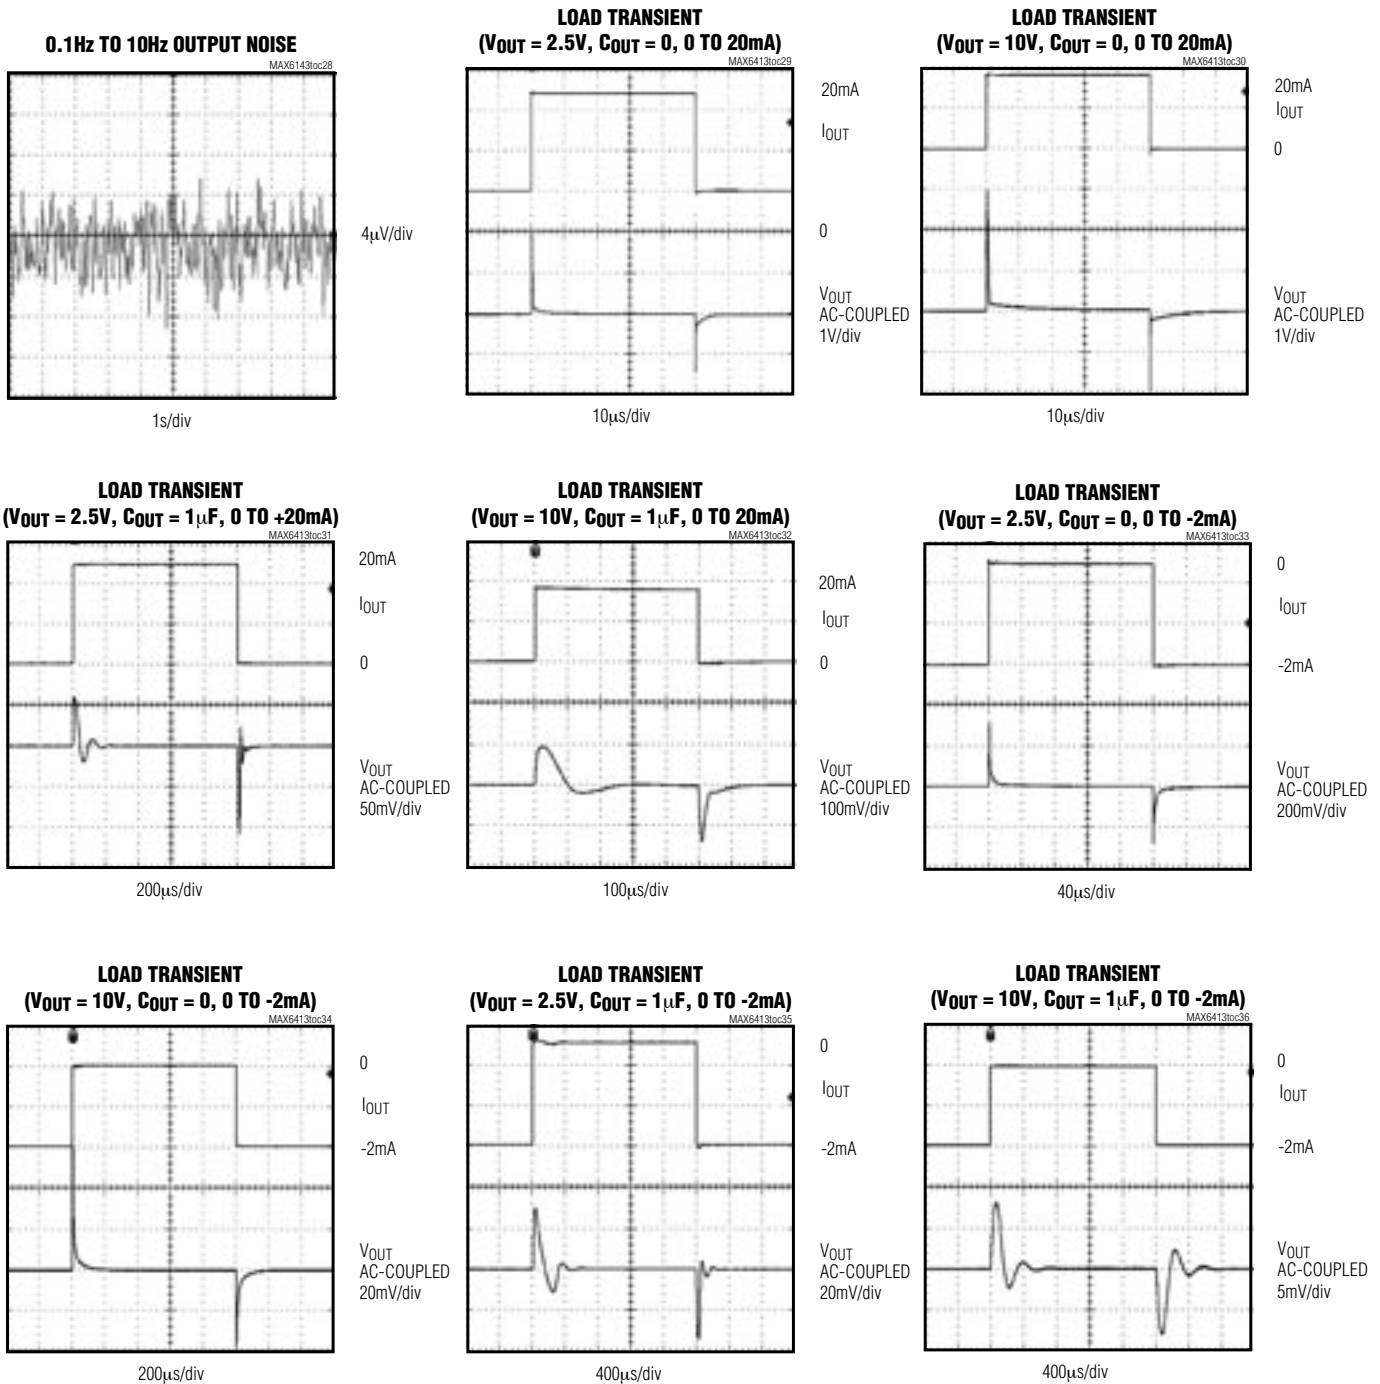 0.1Hz TO 10Hz OUTPUT NOISE
MAX6143toc28
4µV/div
1s/div
LOAD TRANSIENT
(VOUT = 2.5V, COUT = 0, 0 TO 20mA)
MAX6413toc29
20mA
IOUT
0
VOUT
AC-COUPLED
1V/div
10µs/div
LOAD TRANSIENT
(VOUT = 10V, COUT = 0, 0 TO 20mA)
MAX6413toc30
20mA
IOUT
0
VOUT
AC-COUPLED
1V/div
10µs/div
LOAD TRANSIENT
(VOUT = 2.5V, COUT = 1µF, 0 TO +20mA)
MAX6413toc31
20mA
IOUT
0
VOUT
AC-COUPLED
50mV/div
200µs/div
LOAD TRANSIENT
(VOUT = 10V, COUT = 1µF, 0 TO 20mA)
MAX6413toc32
20mA
IOUT
0
VOUT
AC-COUPLED
100mV/div
100µs/div
LOAD TRANSIENT
(VOUT = 2.5V, COUT = 0, 0 TO -2mA)
MAX6413toc33
0
IOUT
-2mA
VOUT
AC-COUPLED
200mV/div
40µs/div
LOAD TRANSIENT
(VOUT = 10V, COUT = 0, 0 TO -2mA)
MAX6413toc34
0
IOUT
-2mA
VOUT
AC-COUPLED
20mV/div
200µs/div
LOAD TRANSIENT
(VOUT = 2.5V, COUT = 1µF, 0 TO -2mA)
MAX6413toc35
0
IOUT
-2mA
VOUT
AC-COUPLED
20mV/div
400µs/div
LOAD TRANSIENT
(VOUT = 10V, COUT = 1µF, 0 TO -2mA)
MAX6413toc36
0
IOUT
-2mA
VOUT
AC-COUPLED
5mV/div
400µs/div